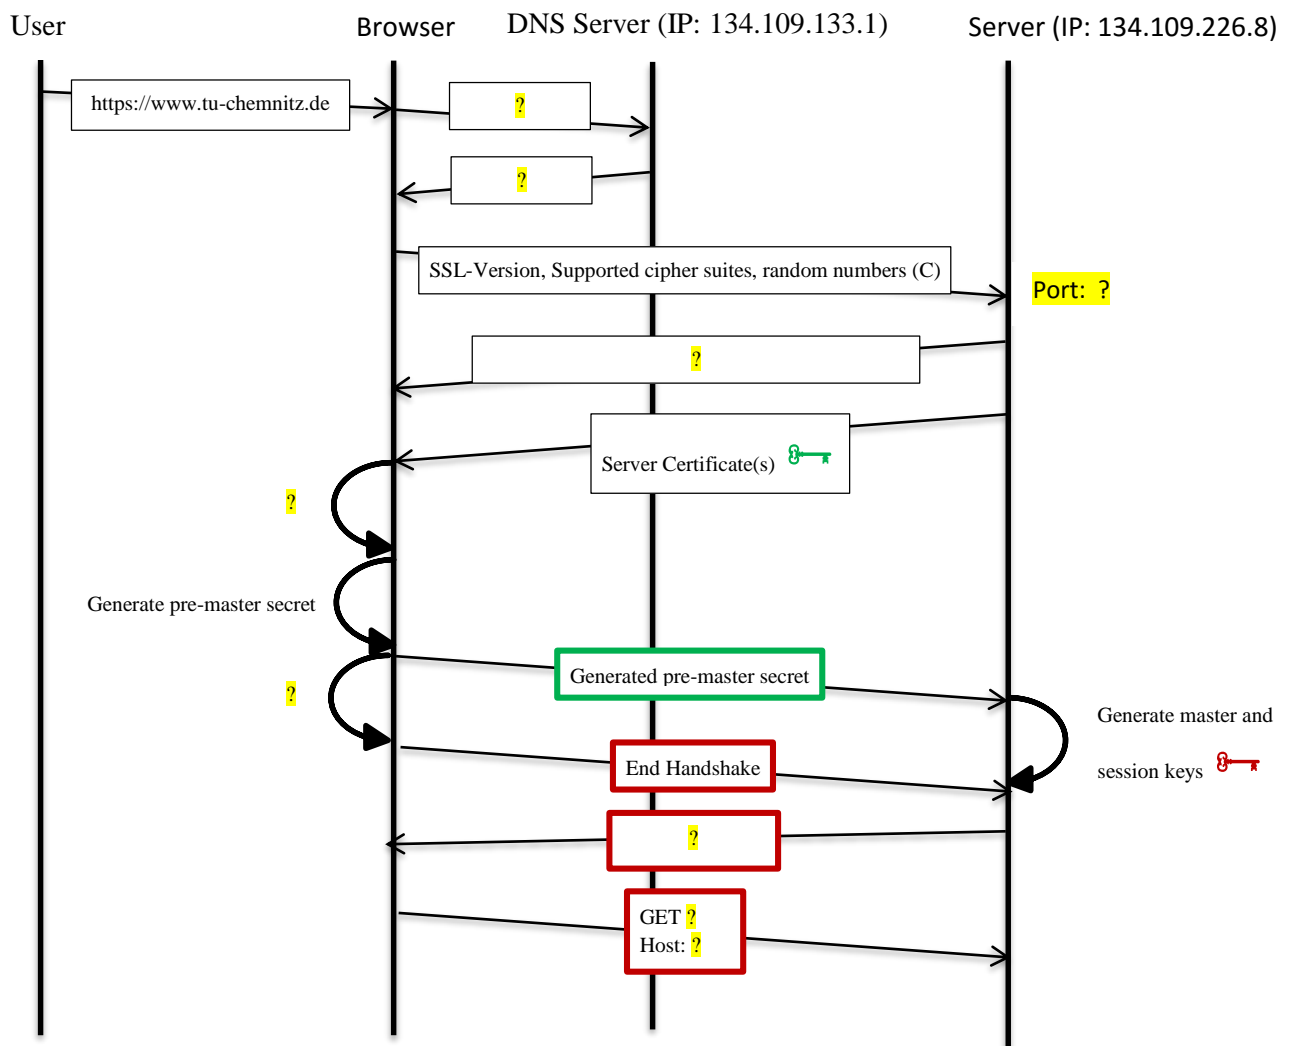 User
Browser
DNS Server (IP: 134.109.133.1)
Server (IP: 134.109.226.8)
https://www.tu-chemnitz.de
?
?
SSL-Version, Supported cipher suites, random numbers (C)
Port: ?
?
Server Certificate(s)
?
Generate pre-master secret
Generated pre-master secret
?
Generate master and
session keys
End Handshake
?
GET ?
Host: ?